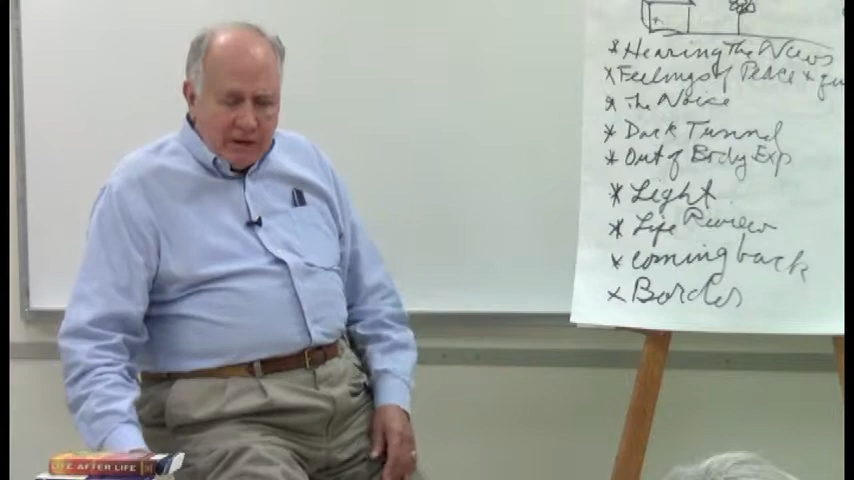 * Hearing The News
x Feelings of Peace +
* The Noise
* Dark Tunnel
* Out of Body Exp
* Light
* Life Review
x coming back
x Border
LIFE AFTER LIFE